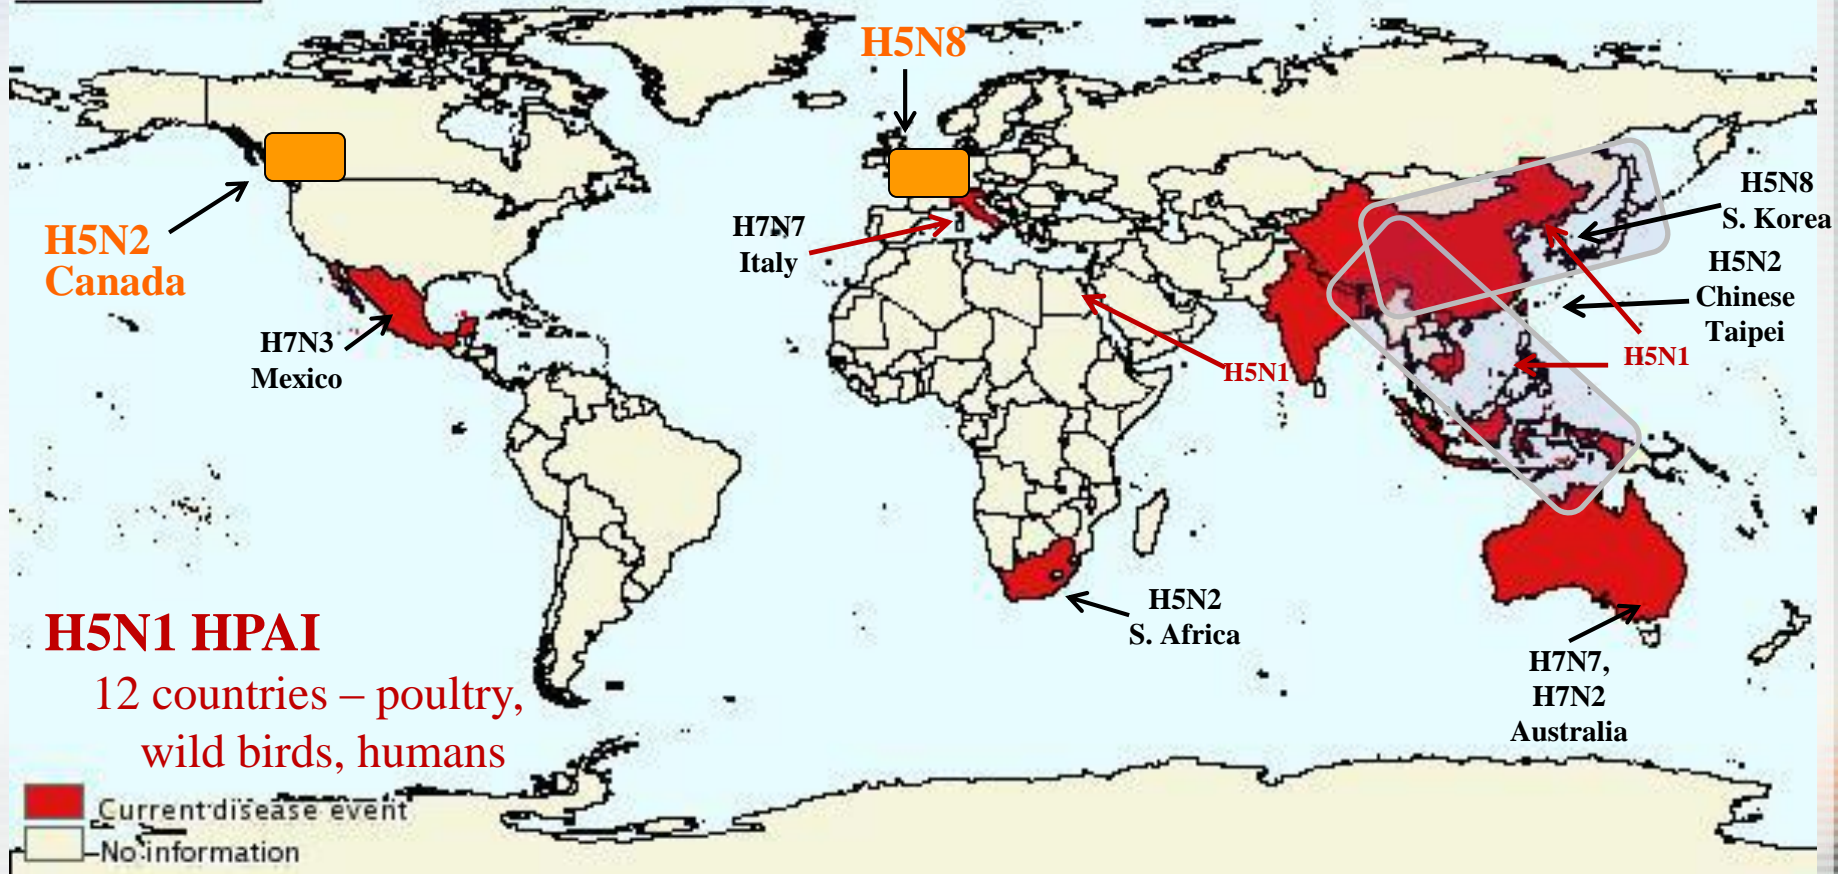 H5N8
H5N2
Canada
H7N3
Mexico
H7N7
Italy
H5N1
H5N8
S. Korea
H5N2
Chinese
Taipei
H5N1
H5N2
S. Africa
H7N7,
H7N2
Australia
H5N1 HPAI
12 countries – poultry,
wild birds, humans
Current disease event
No information